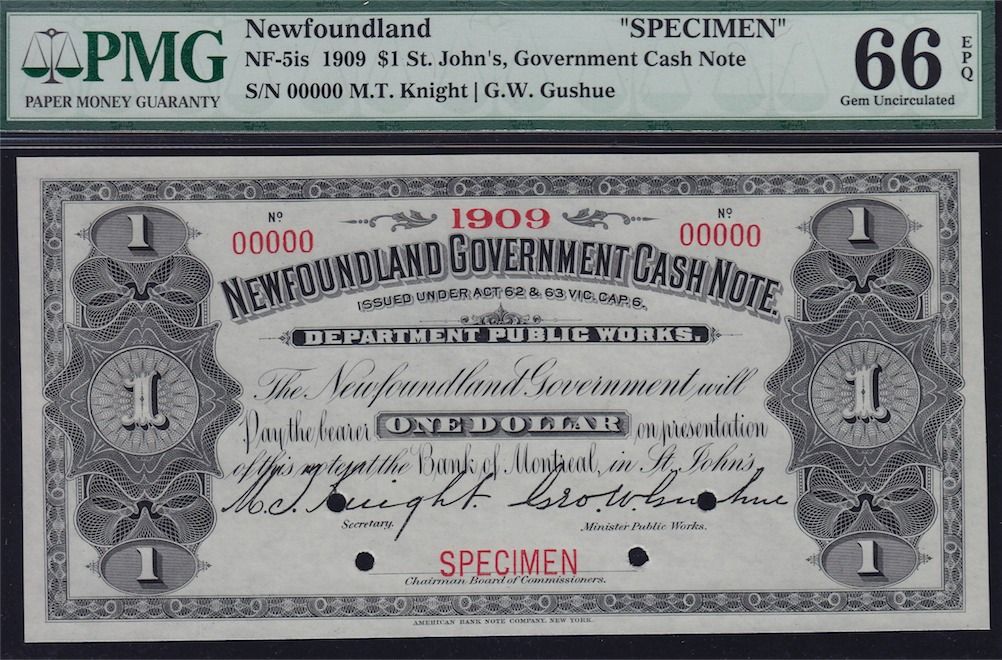 PMG
PAPER MONEY GUARANTY
Newfoundland "SPECIMEN"
NF-5is 1909 $1 St. John's, Government Cash Note
S/N 00000 M.T. Knight | G.W. Gushue
66
EPQ
Gem Uncirculated
1 Nº 1909 Nº 1
00000 00000
NEWFOUNDLAND GOVERNMENT CASH NOTE.
ISSUED UNDER ACT 62 & 63 VIC. CAP. 6.
DEPARTMENT PUBLIC WORKS.
The Newfoundland Government will
1 1
Pay the bearer ONE DOLLAR on presentation
of this note at the Bank of Montreal, in St. John's
M.T. Knight. Geo. W. Gushue
Secretary. Minister Public Works.
1 SPECIMEN 1
Chairman Board of Commissioners.
AMERICAN BANK NOTE COMPANY, NEW YORK.